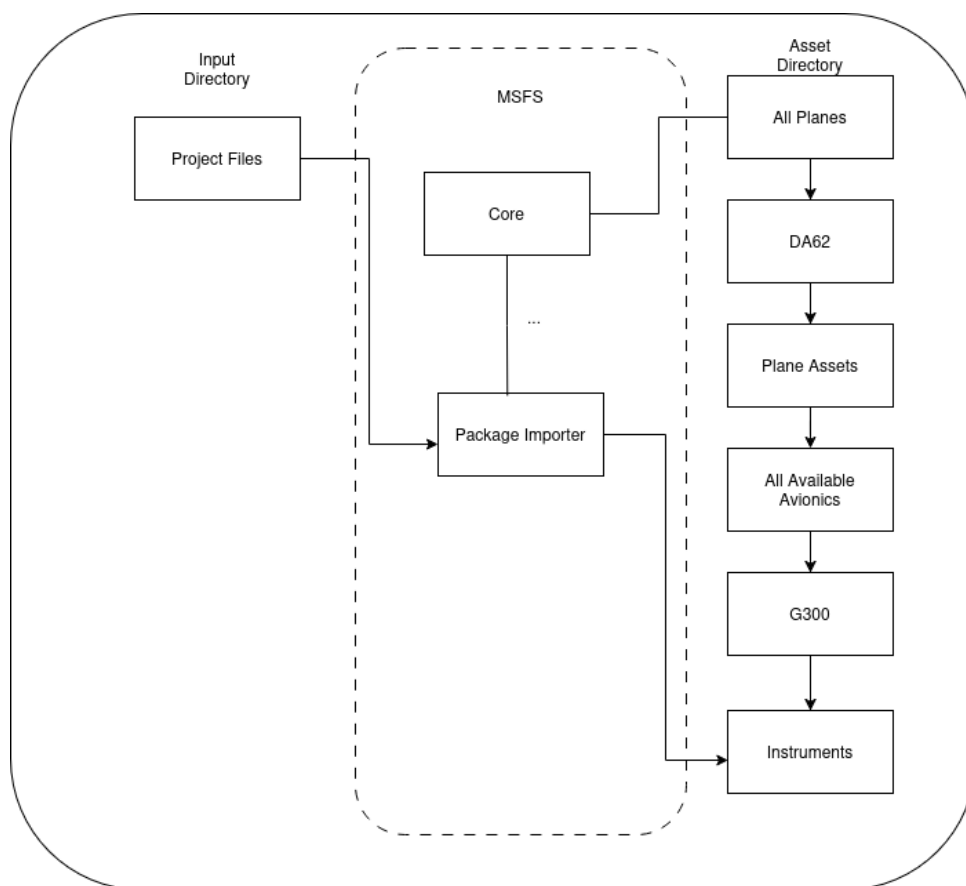 Input
Directory
Project Files
MSFS
Core
...
Package Importer
Asset
Directory
All Planes
DA62
Plane Assets
All Available
Avionics
G300
Instruments